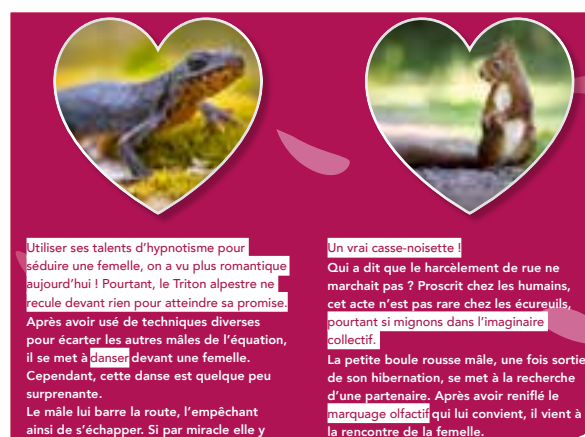 Utiliser ses talents d’hypnotisme pour
séduire une femelle, on a vu plus romantique
aujourd’hui ! Pourtant, le Triton alpestre ne
recule devant rien pour atteindre sa promise.
Après avoir usé de techniques diverses
pour écarter les autres mâles de l’équation,
il se met à danser devant une femelle.
Cependant, cette danse est quelque peu
surprenante.
Le mâle lui barre la route, l’empêchant
ainsi de s’échapper. Si par miracle elle y
Un vrai casse-noisette !
Qui a dit que le harcèlement de rue ne
marchait pas ? Proscrit chez les humains,
cet acte n’est pas rare chez les écureuils,
pourtant si mignons dans l’imaginaire
collectif.
La petite boule rousse mâle, une fois sortie
de son hibernation, se met à la recherche
d’une partenaire. Après avoir reniflé le
marquage olfactif qui lui convient, il vient à
la rencontre de la femelle.